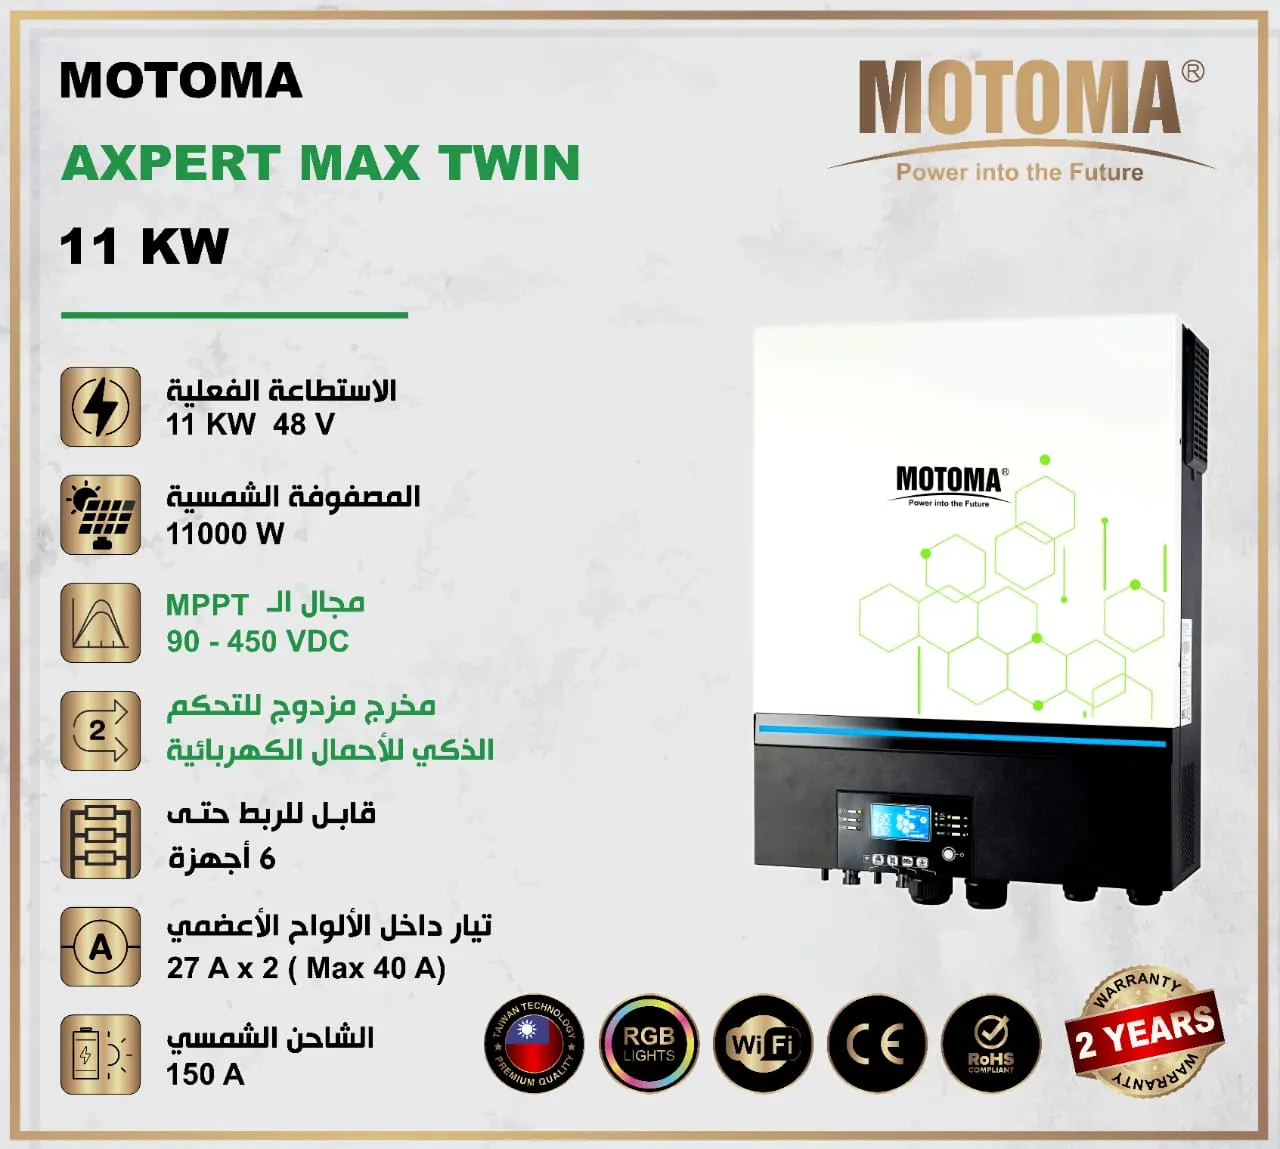 MOTOMA
AXPERT MAX TWIN
11 KW
MOTOMA®
Power into the Future
الاستطاعة الفعلية
11 KW 48 V
المصفوفة الشمسية
11000 W
مجال الـ MPPT
90 - 450 VDC
2
مخرج مزدوج للتحكم
الذكي للأحمال الكهربائية
قابل للربط حتى
6 أجهزة
A
تيار داخل الألواح الأعضمي
27 A x 2 ( Max 40 A)
الشاحن الشمسي
150 A
MOTOMA®
Power into the Future
TAIWAN TECHNOLOGY
PREMIUM QUALITY
RGB
LIGHTS
WiFi
CE
RoHS
COMPLIANT
WARRANTY
2 YEARS
WARRANTY